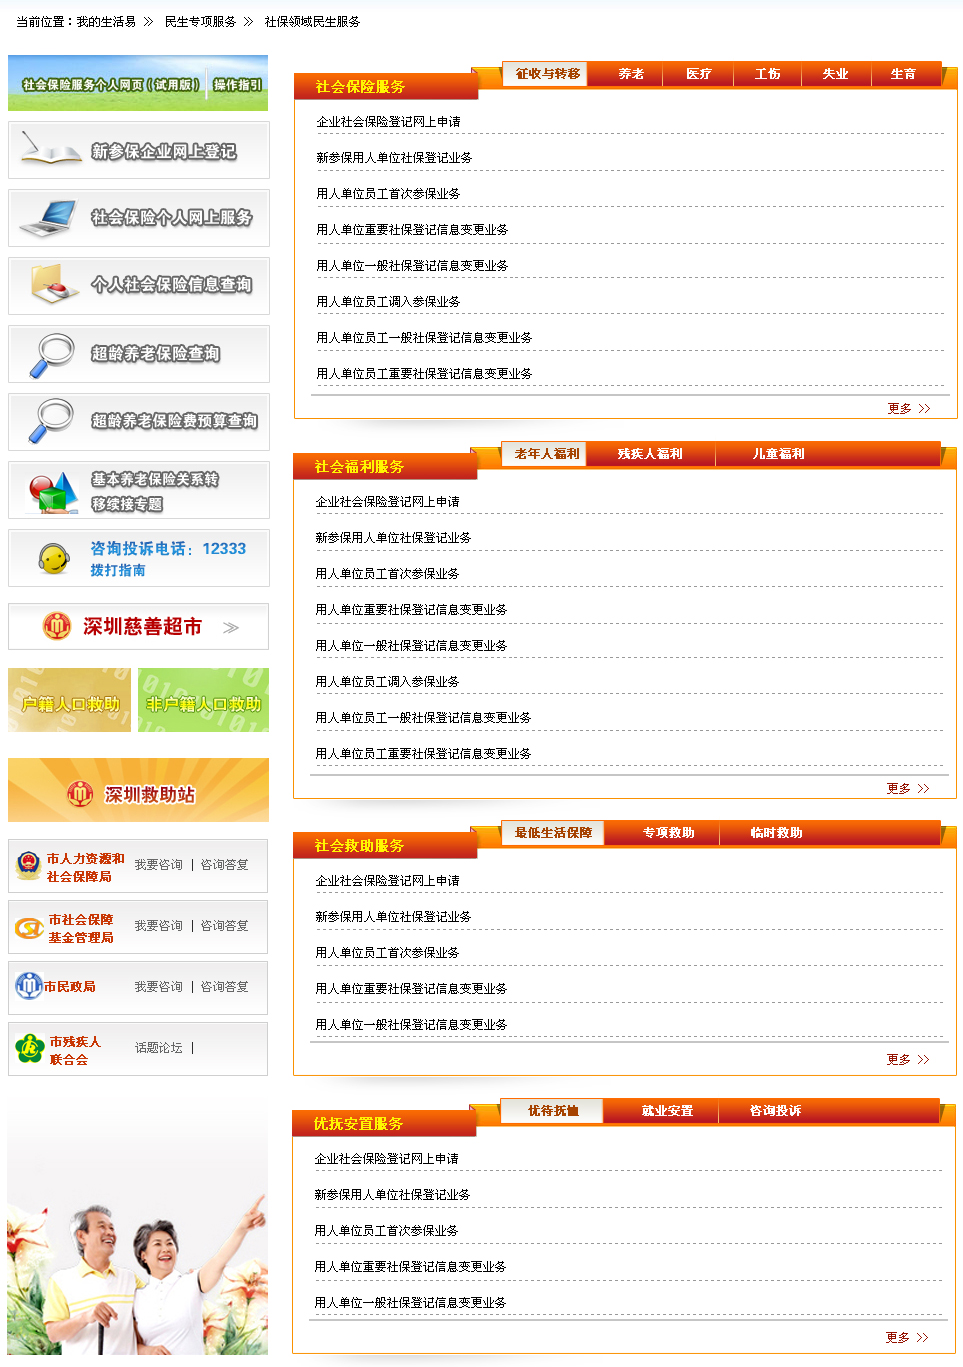 当前位置：我的生活易 >> 民生专项服务 >> 社保领域民生服务
社会保险服务个人网页（试用版） 操作指引
新参保企业网上登记
社会保险个人网上服务
个人社会保险信息查询
超龄养老保险查询
超龄养老保险费预算查询
基本养老保险关系转
移续接专题
咨询投诉电话：12333
拨打指南
深圳慈善超市 >>
户籍人口救助 非户籍人口救助
深圳救助站
市人力资源和
社会保障局
我要咨询 | 咨询答复
市社会保障
基金管理局
我要咨询 | 咨询答复
市民政局
我要咨询 | 咨询答复
市残疾人
联合会
话题论坛 |
社会保险服务 征收与转移 养老 医疗 工伤 失业 生育
企业社会保险登记网上申请
新参保用人单位社保登记业务
用人单位员工首次参保业务
用人单位重要社保登记信息变更业务
用人单位一般社保登记信息变更业务
用人单位员工调入参保业务
用人单位员工一般社保登记信息变更业务
用人单位员工重要社保登记信息变更业务
更多 >>
社会福利服务 老年人福利 残疾人福利 儿童福利
企业社会保险登记网上申请
新参保用人单位社保登记业务
用人单位员工首次参保业务
用人单位重要社保登记信息变更业务
用人单位一般社保登记信息变更业务
用人单位员工调入参保业务
用人单位员工一般社保登记信息变更业务
用人单位员工重要社保登记信息变更业务
更多 >>
社会救助服务 最低生活保障 专项救助 临时救助
企业社会保险登记网上申请
新参保用人单位社保登记业务
用人单位员工首次参保业务
用人单位重要社保登记信息变更业务
用人单位一般社保登记信息变更业务
更多 >>
优抚安置服务 优待抚恤 就业安置 咨询投诉
企业社会保险登记网上申请
新参保用人单位社保登记业务
用人单位员工首次参保业务
用人单位重要社保登记信息变更业务
用人单位一般社保登记信息变更业务
更多 >>